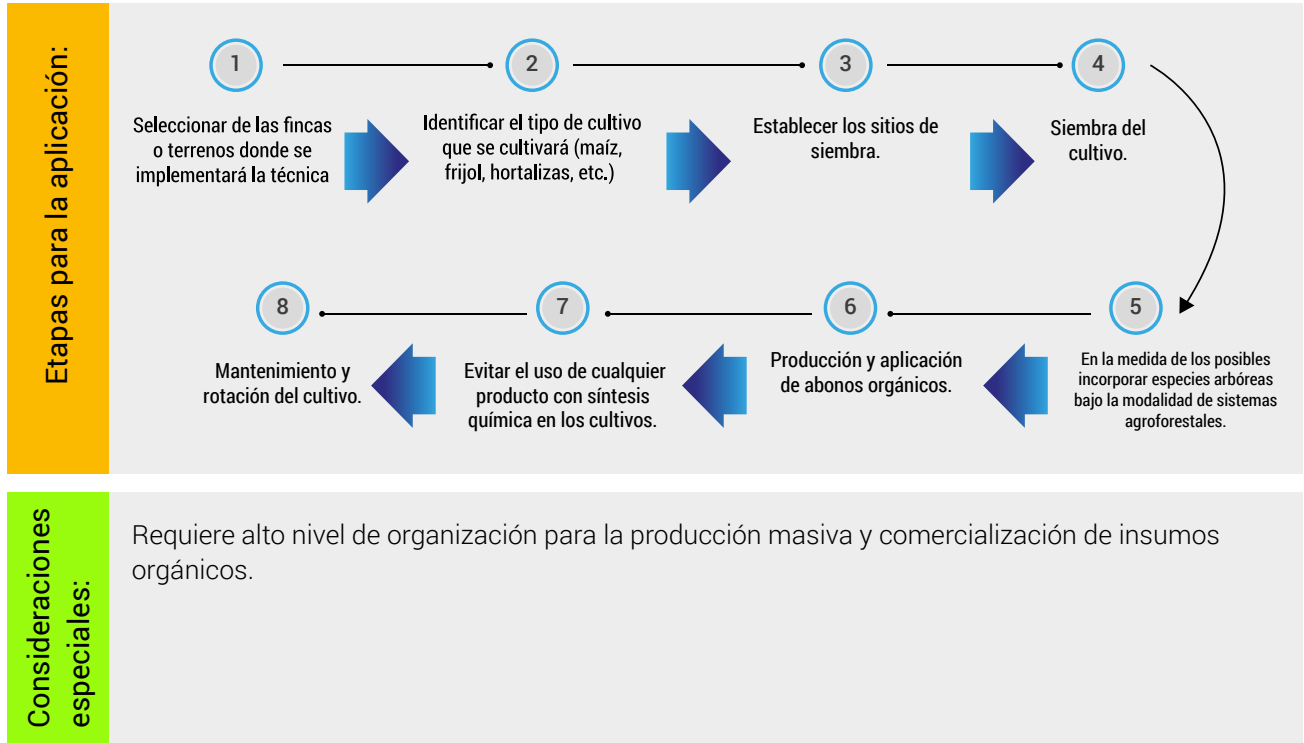 Etapas para la aplicación:
1
2
3
4
Seleccionar de las fincas
o terrenos donde se
implementará la técnica
Identificar el tipo de cultivo
que se cultivará (maíz,
frijol, hortalizas, etc.)
Establecer los sitios de
siembra.
Siembra del
cultivo.
5
En la medida de los posibles
incorporar especies arbóreas
bajo la modalidad de sistemas
agroforestales.
6
Producción y aplicación
de abonos orgánicos.
7
Evitar el uso de cualquier
producto con síntesis
química en los cultivos.
8
Mantenimiento y
rotación del cultivo.
Consideraciones
especiales:
Requiere alto nivel de organización para la producción masiva y comercialización de insumos
orgánicos.